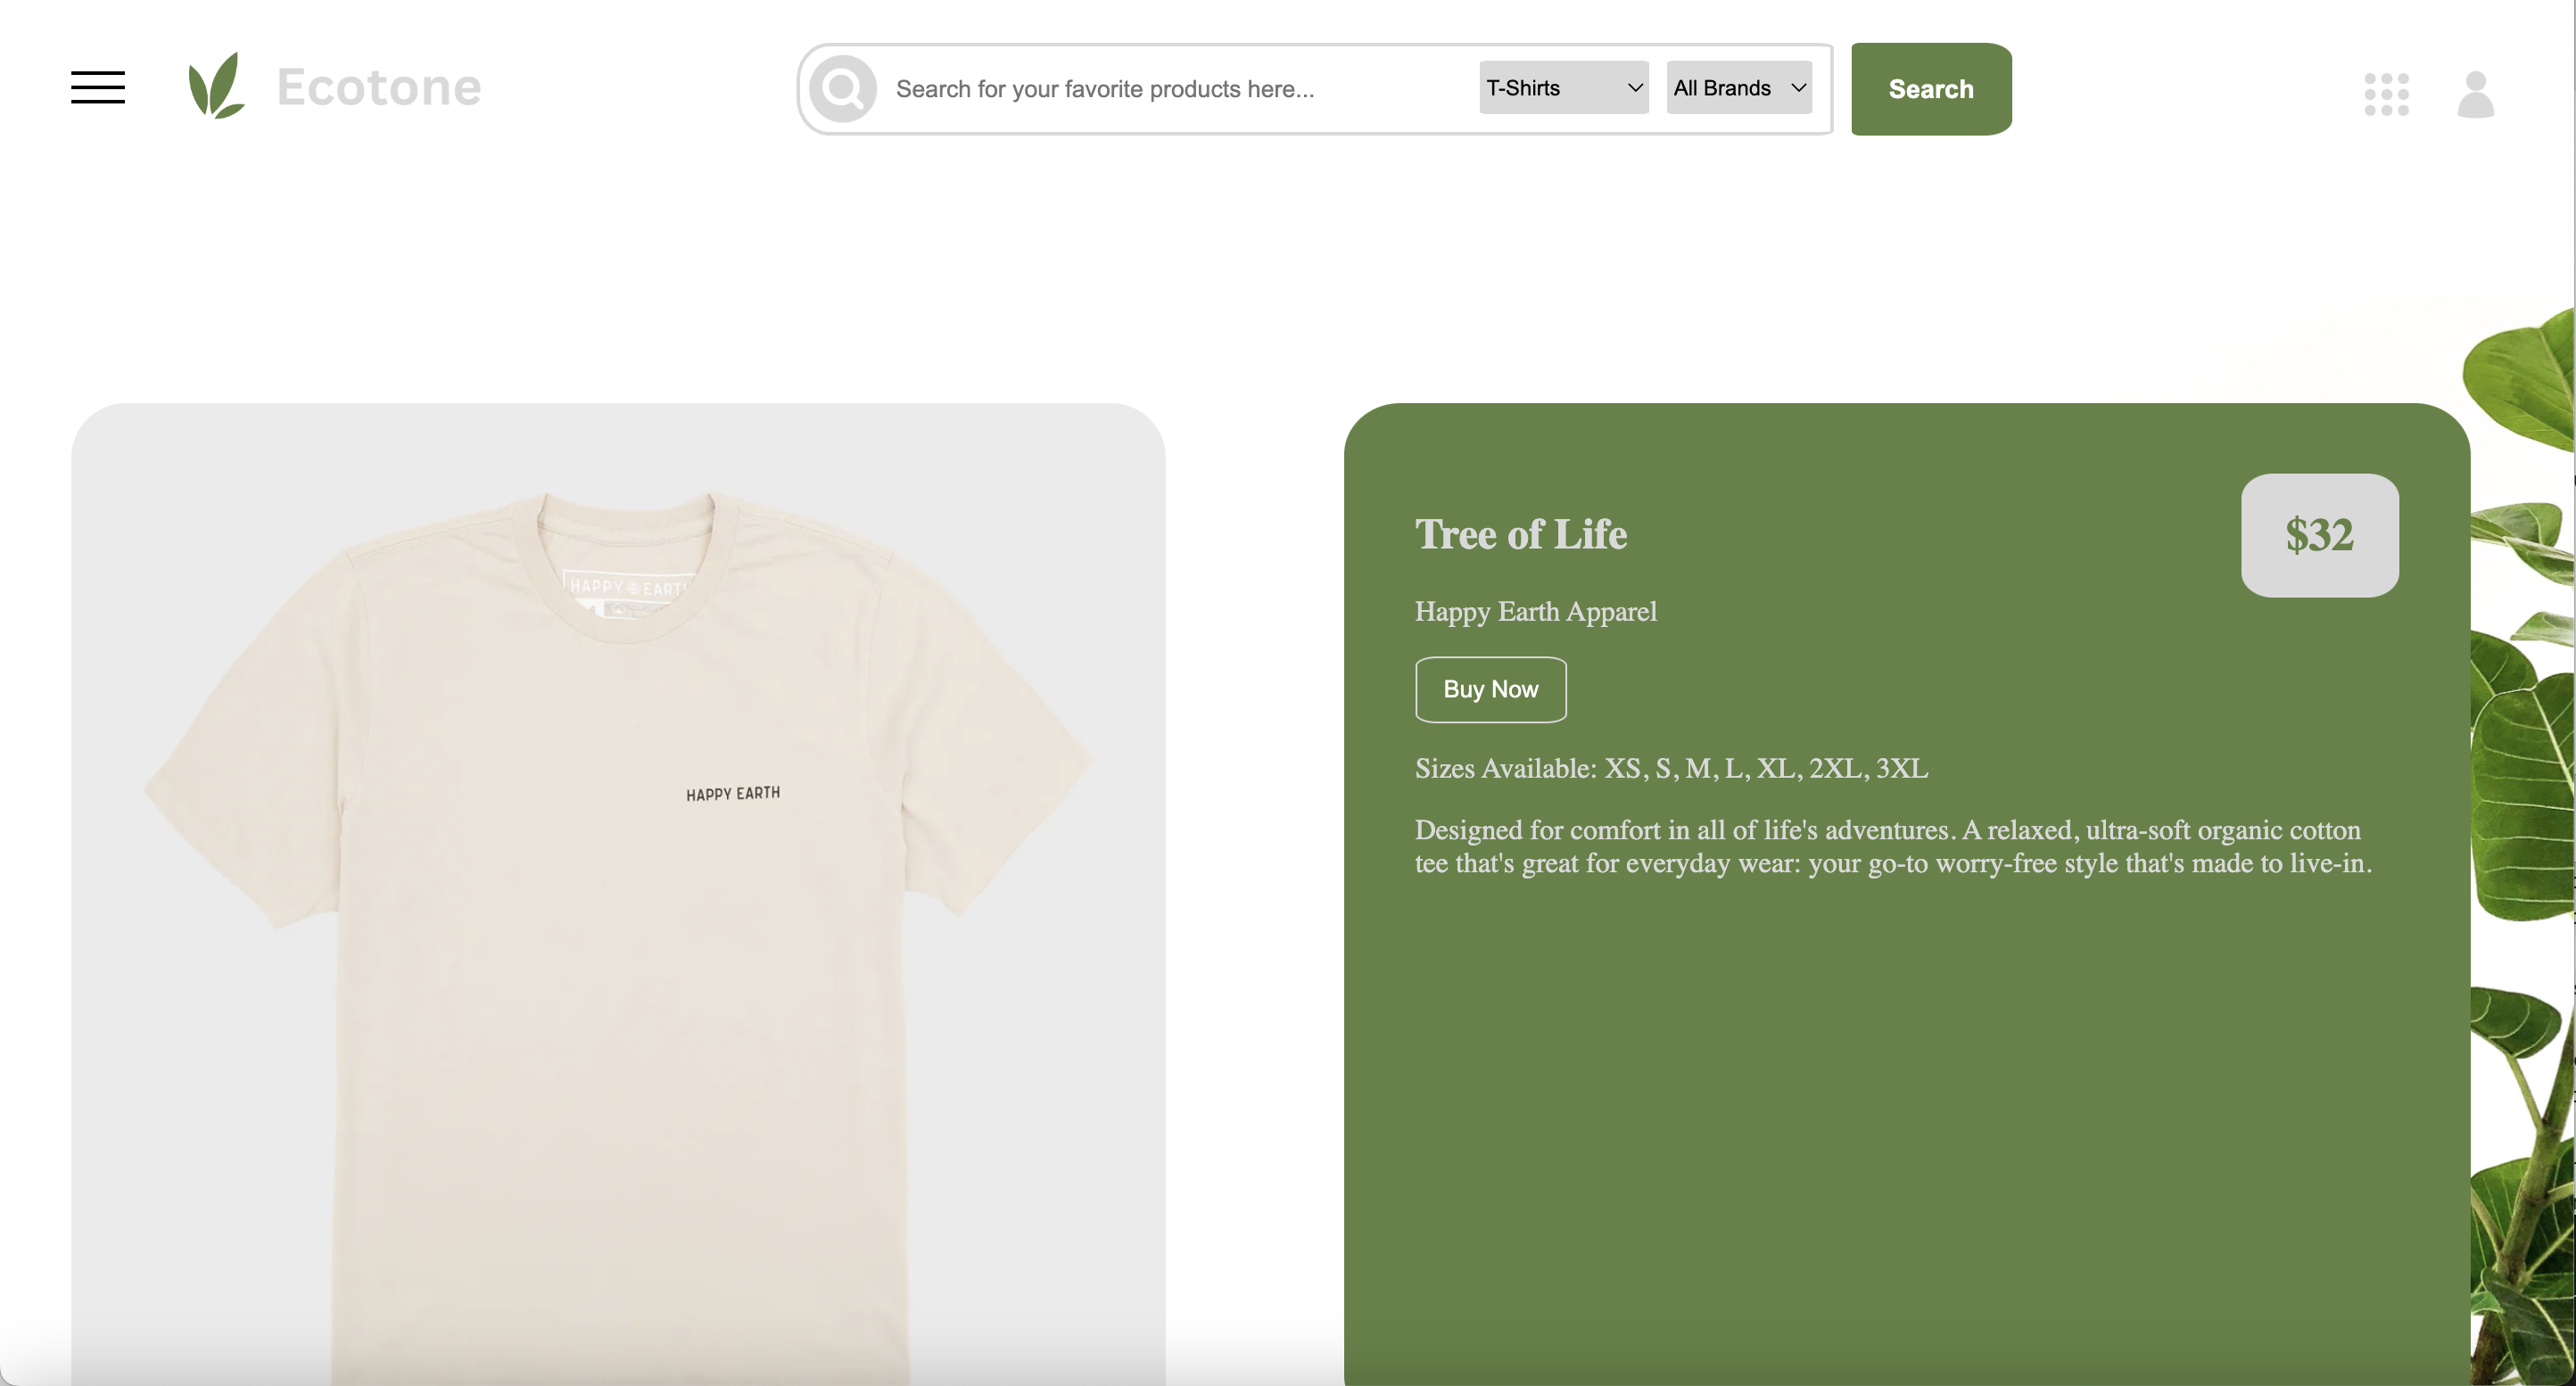 Ecotone
Search for your favorite products here...
T-Shirts
All Brands
Search
HAPPY EARTH
HAPPY EARTH
Tree of Life
$32
Happy Earth Apparel
Buy Now
Sizes Available: XS, S, M, L, XL, 2XL, 3XL
Designed for comfort in all of life's adventures. A relaxed, ultra-soft organic cotton
tee that's great for everyday wear: your go-to worry-free style that's made to live-in.